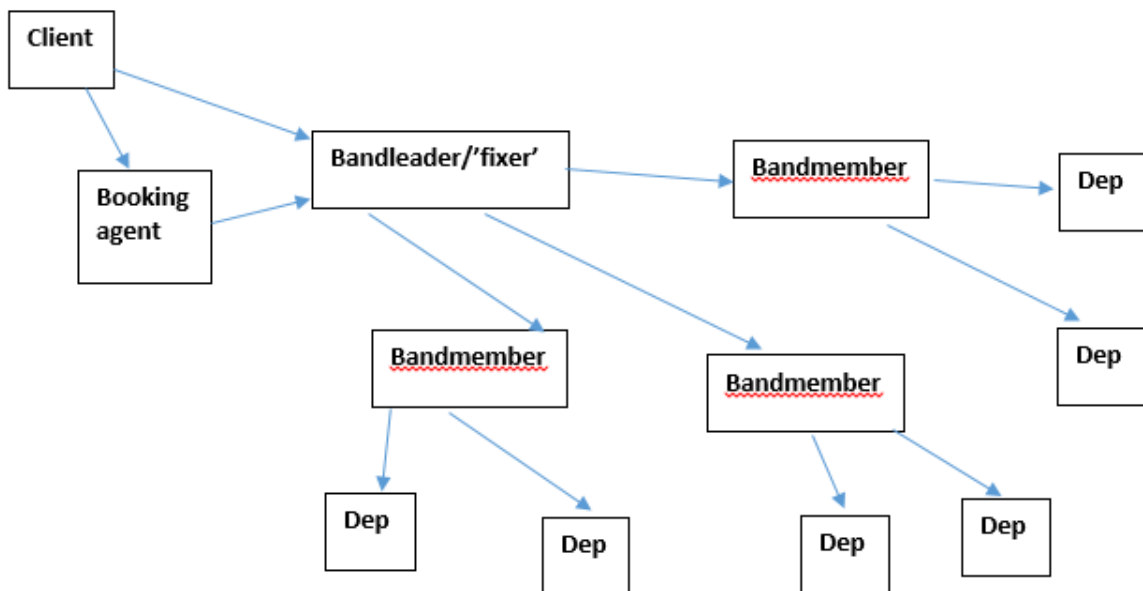 Client
Bandleader/’fixer’
Bandmember
Dep
Booking
agent
Bandmember
Bandmember
Dep
Dep
Dep
Dep
Dep